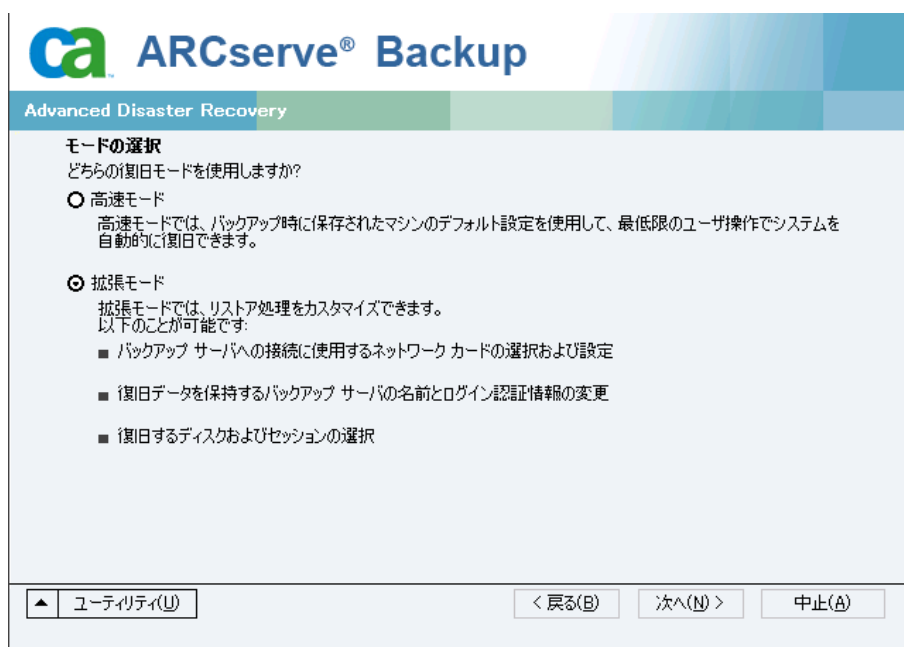 ca ARCserve® Backup
Advanced Disaster Recovery
モードの選択
どちらの復旧モードを使用しますか?
高速モード
高速モードでは、バックアップ時に保存されたマシンのデフォルト設定を使用して、最低限のユーザ操作でシステムを
自動的に復旧できます。
拡張モード
拡張モードでは、リストア処理をカスタマイズできます。
以下のことが可能です:
■ バックアップ サーバへの接続に使用するネットワーク カードの選択および設定
■ 復旧データを保持するバックアップ サーバの名前とログイン認証情報の変更
■ 復旧するディスクおよびセッションの選択
▲ ユーティリティ(U) < 戻る(B) 次へ(N) > 中止(A)